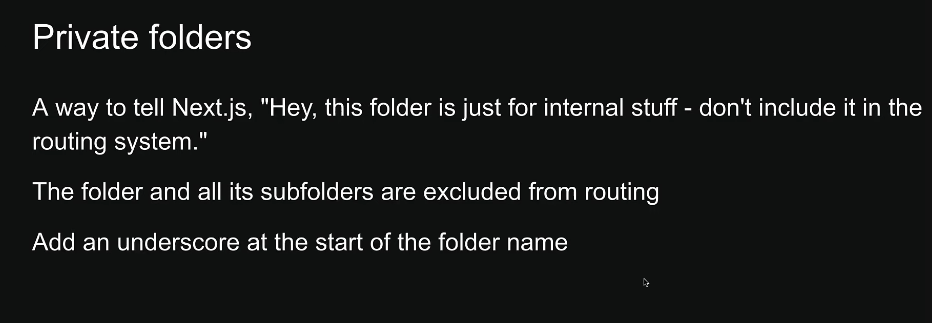 Private folders
A way to tell Next.js, "Hey, this folder is just for internal stuff - don't include it in the
routing system."
The folder and all its subfolders are excluded from routing
Add an underscore at the start of the folder name